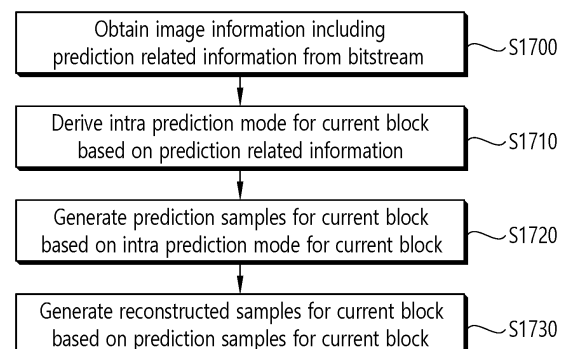 Obtain image information including
prediction related information from bitstream
S1700
Derive intra prediction mode for current block
based on prediction related information
S1710
Generate prediction samples for current block
based on intra prediction mode for current block
S1720
Generate reconstructed samples for current block
based on prediction samples for current block
S1730